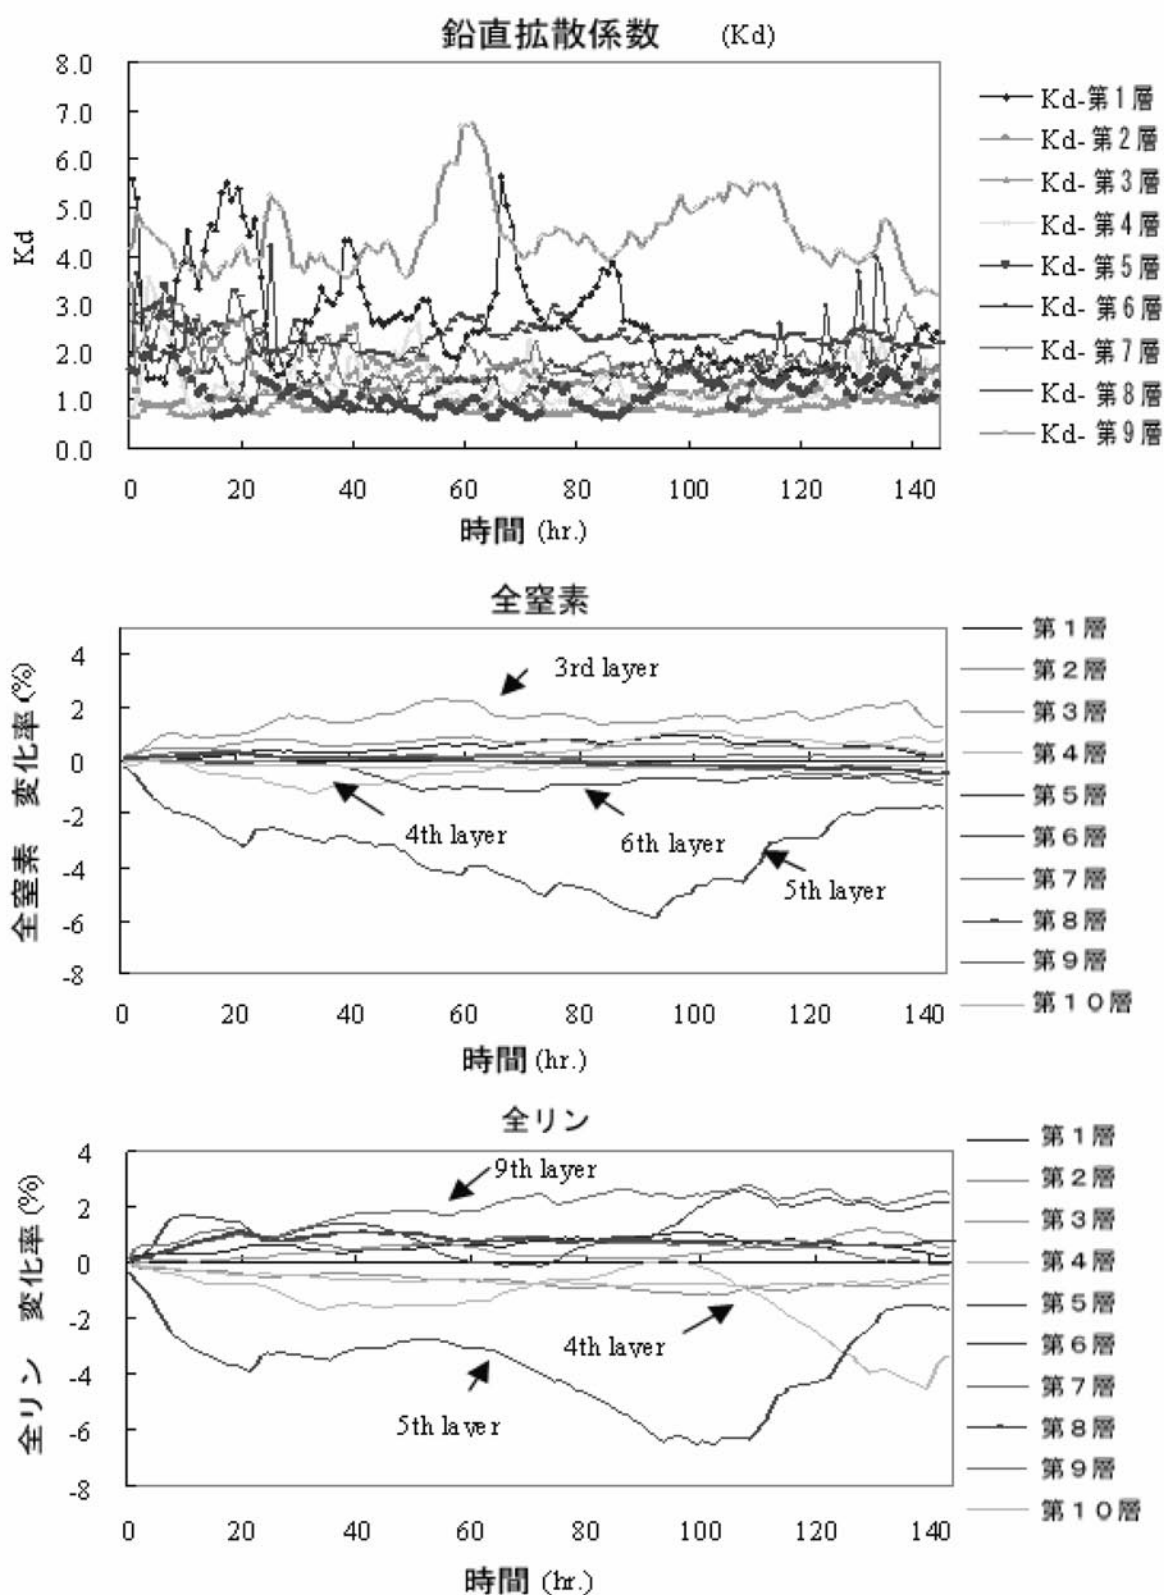 鉛直拡散係数 (Kd)
8.0
7.0
6.0
5.0
4.0
3.0
2.0
1.0
0.0
Kd
0 20 40 60 80 100 120 140
時間 (hr.)
Kd-第1層
Kd-第2層
Kd-第3層
Kd-第4層
Kd-第5層
Kd-第6層
Kd-第7層
Kd-第8層
Kd-第9層
全窒素
4
2
0
-2
-4
-6
-8
全窒素 変化率(%)
3rd layer
4th layer
6th layer
5th layer
0 20 40 60 80 100 120 140
時間 (hr.)
第1層
第2層
第3層
第4層
第5層
第6層
第7層
第8層
第9層
第10層
全リン
4
2
0
-2
-4
-6
-8
全リン 変化率(%)
9th layer
4th layer
5th layer
0 20 40 60 80 100 120 140
時間 (hr.)
第1層
第2層
第3層
第4層
第5層
第6層
第7層
第8層
第9層
第10層